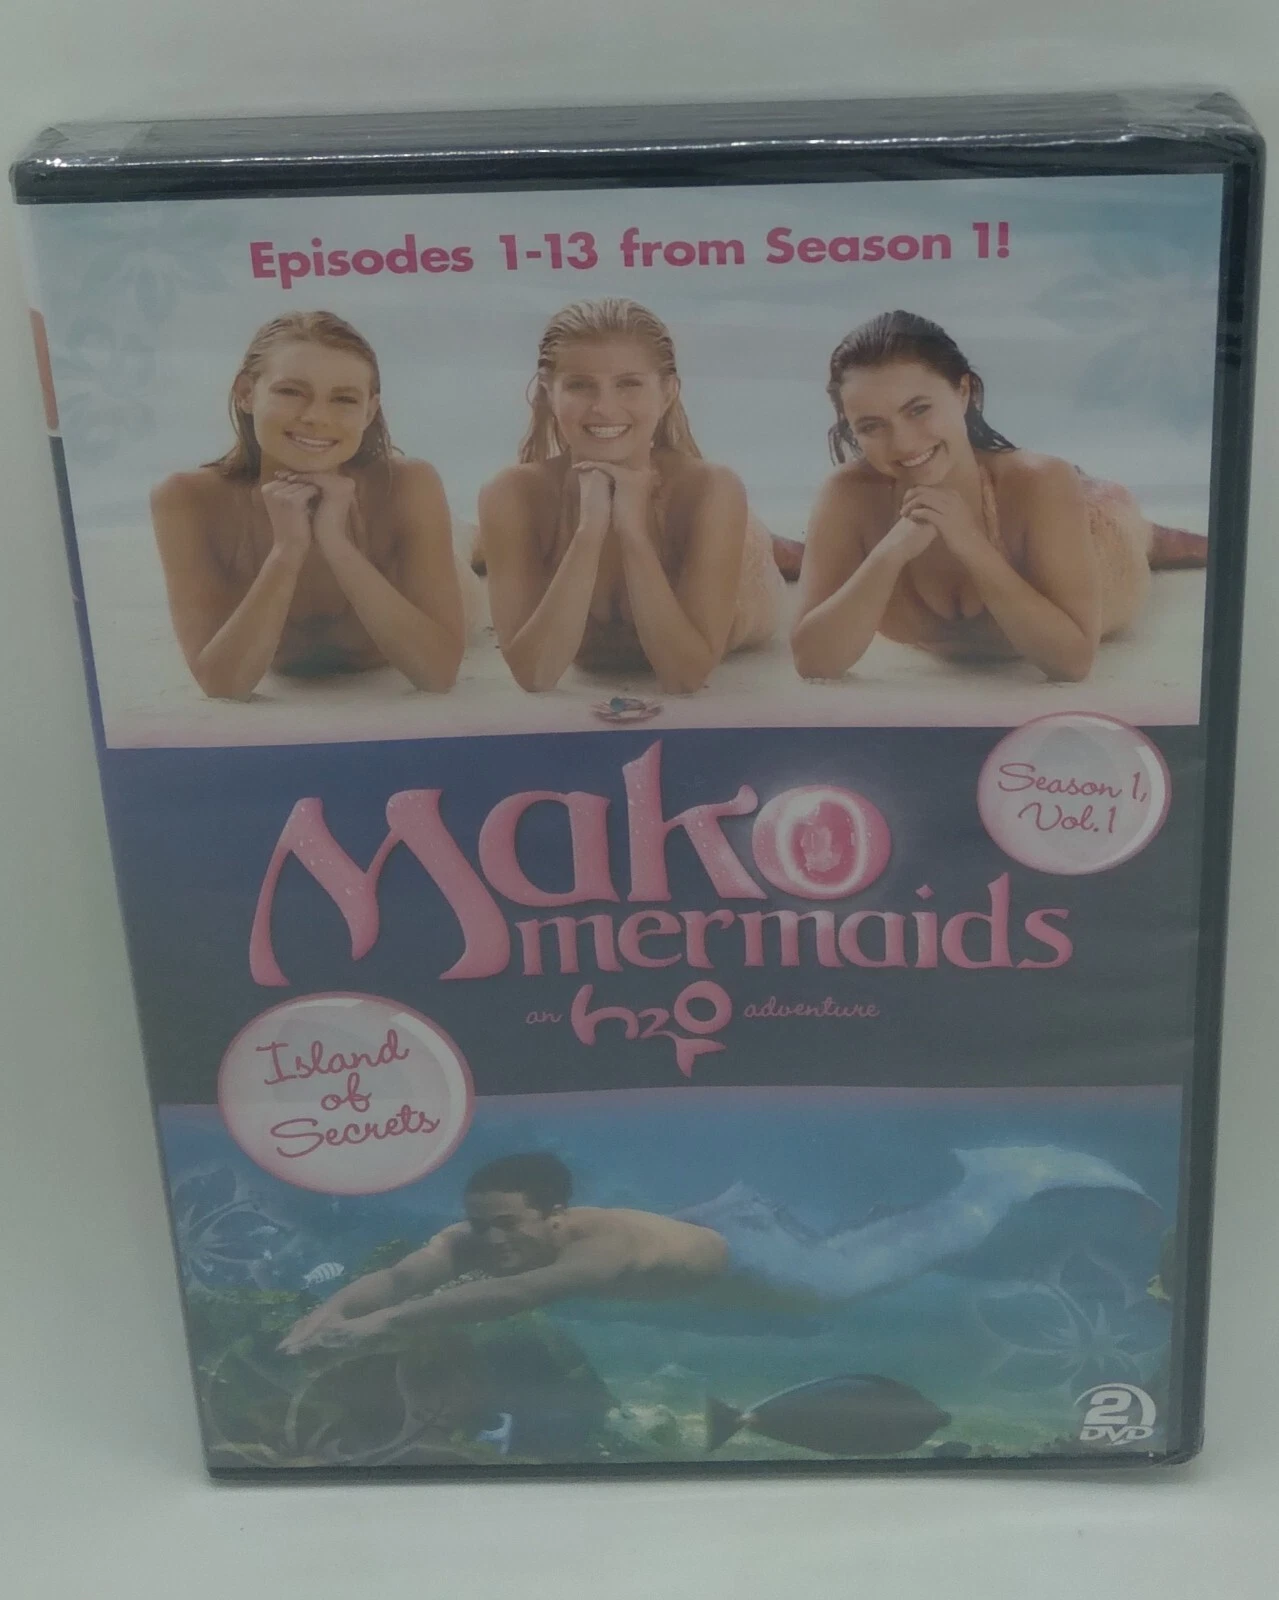 Episodes 1-13 from Season 1!
Season 1,
Vol. 1
Mako
mermaids
an h2o adventure
Island
of
Secrets
2
DVD